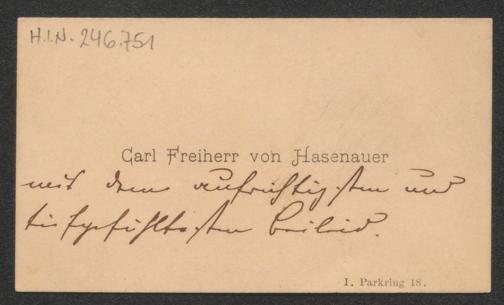 H.I.N. 246.751
Carl Freiherr von Hasenauer
mit dem aufrichtigsten und
tiefgefühltesten Beileid.
I. Parkring 18.